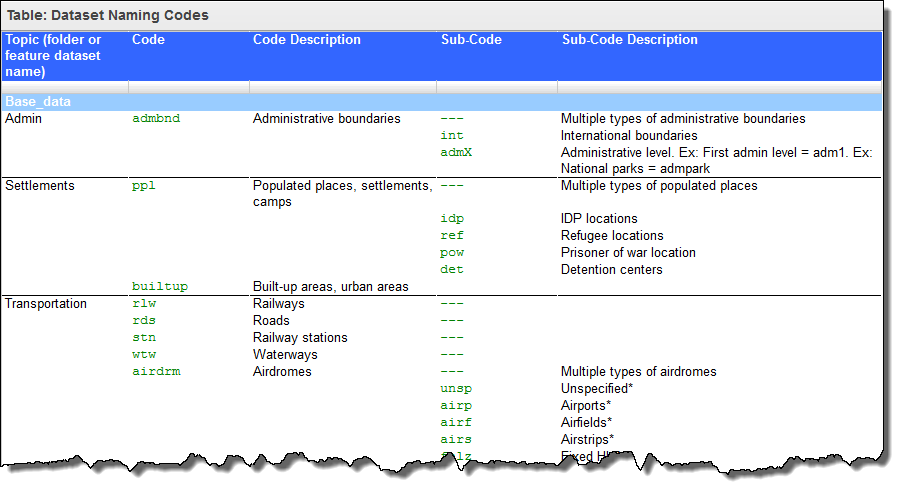 Table: Dataset Naming Codes
Topic (folder or feature dataset name) Code Code Description Sub-Code Sub-Code Description
Base_data
Admin admbnd Administrative boundaries --- Multiple types of administrative boundaries
int International boundaries
admX Administrative level. Ex: First admin level = adm1. Ex:
National parks = admpark
Settlements ppl Populated places, settlements, camps --- Multiple types of populated places
idp IDP locations
ref Refugee locations
pow Prisoner of war location
det Detention centers
builtup Built-up areas, urban areas
Transportation rlw Railways ---
rds Roads ---
stn Railway stations ---
wtw Waterways ---
airdrm Airdromes --- Multiple types of airdromes
unsp Unspecified*
airp Airports*
airf Airfields*
airs Airstrips*
Fixed